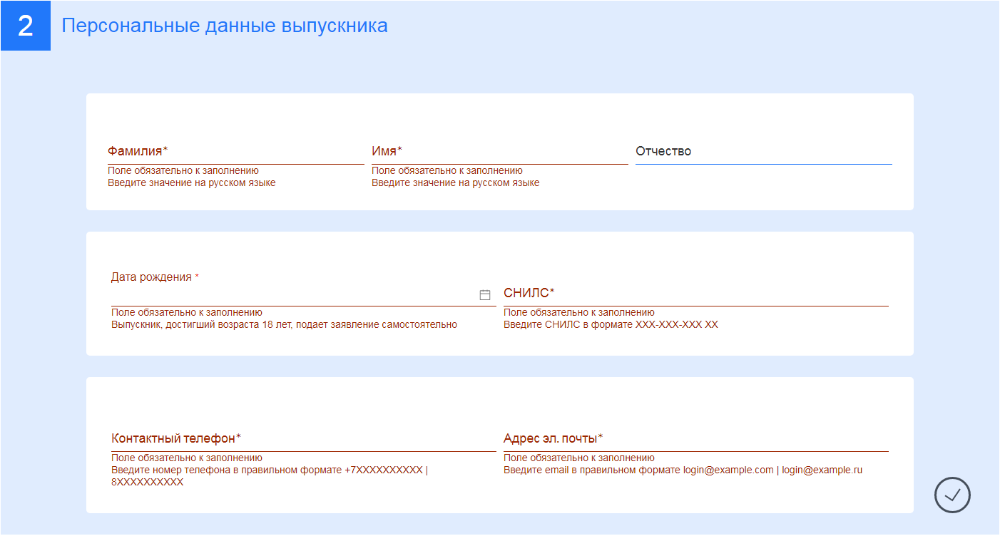 2
Персональные данные выпускника
Фамилия*
Имя*
Отчество
Поле обязательно к заполнению
Введите значение на русском языке
Поле обязательно к заполнению
Введите значение на русском языке
Дата рождения *
СНИЛС*
Поле обязательно к заполнению
Выпускник, достигший возраста 18 лет, подает заявление самостоятельно
Поле обязательно к заполнению
Введите СНИЛС в формате XXX-XXX-XXX XX
Контактный телефон*
Адрес эл. почты*
Поле обязательно к заполнению
Введите номер телефона в правильном формате +7XXXXXXXXXX |
8XXXXXXXXXX
Поле обязательно к заполнению
Введите email в правильном формате login@example.com | login@example.ru